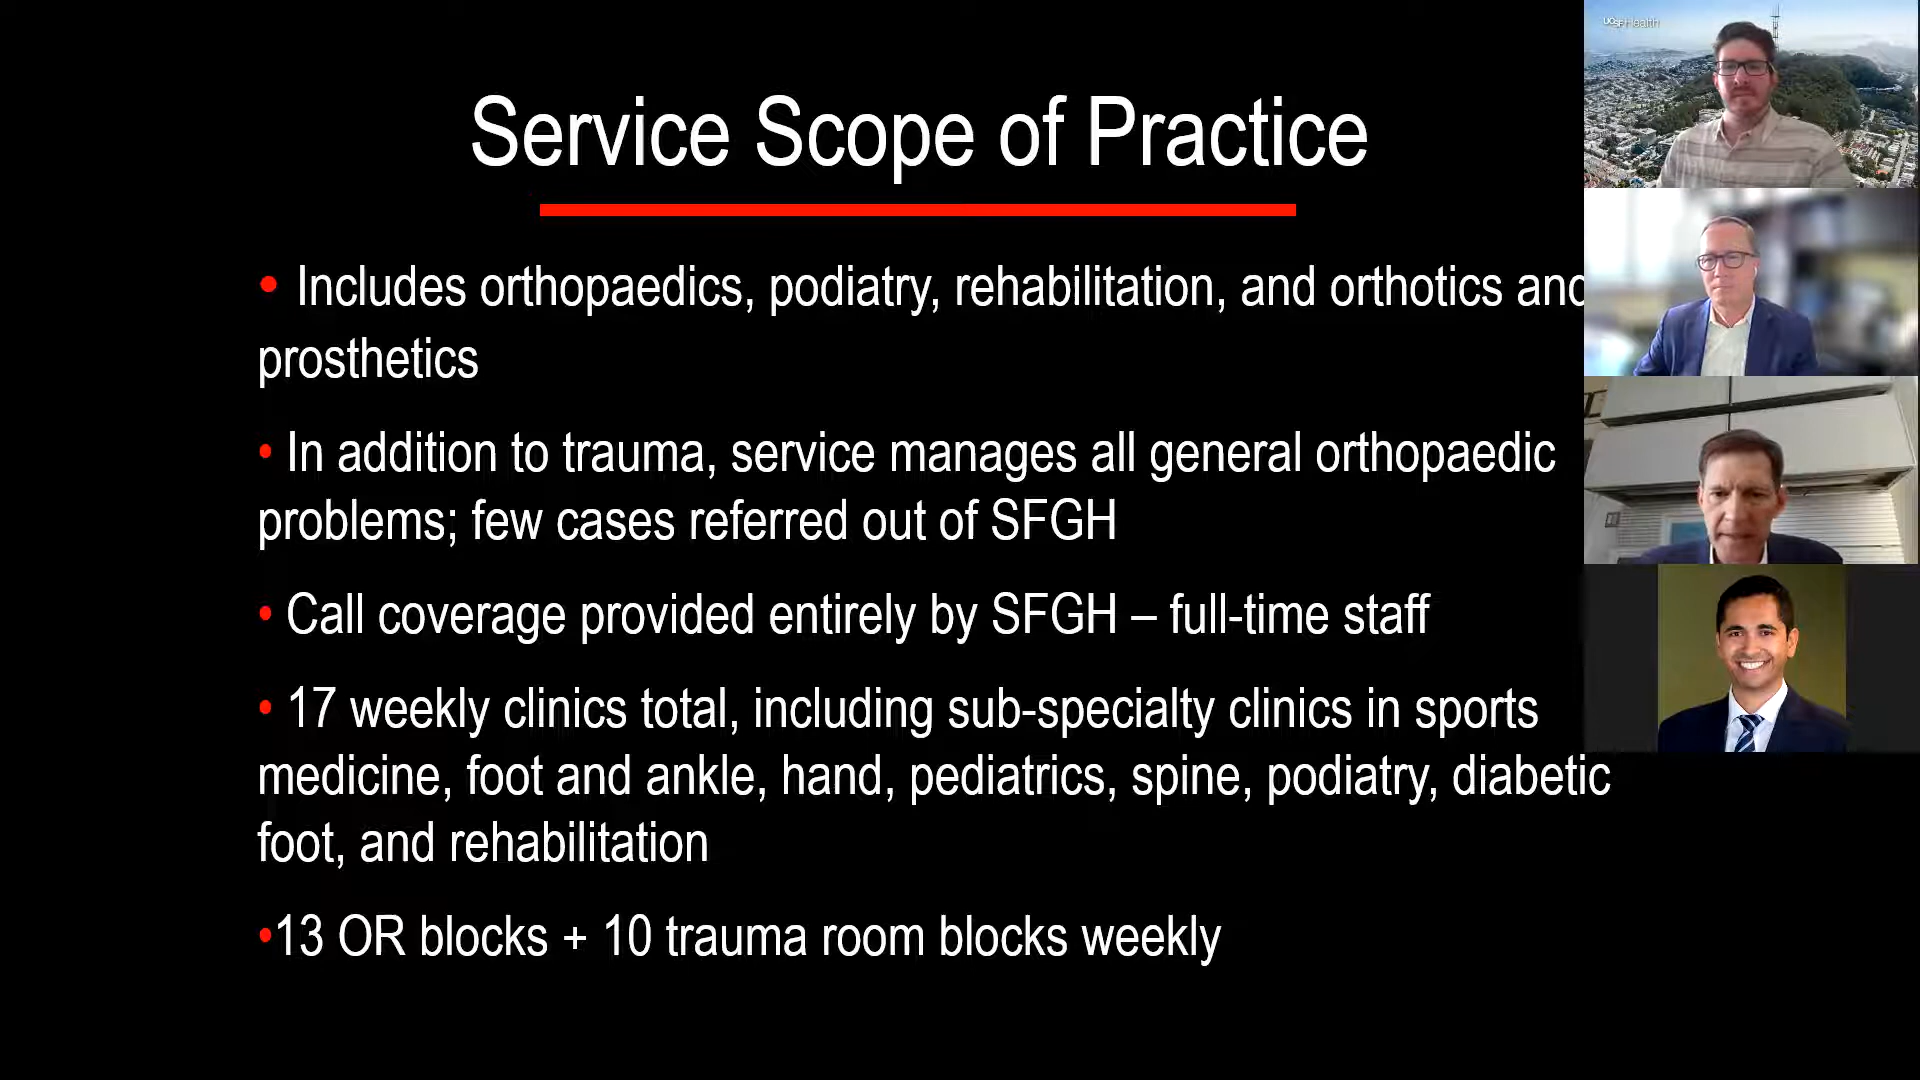 UCSF Health
Service Scope of Practice
• Includes orthopaedics, podiatry, rehabilitation, and orthotics and
prosthetics
• In addition to trauma, service manages all general orthopaedic
problems; few cases referred out of SFGH
• Call coverage provided entirely by SFGH – full-time staff
• 17 weekly clinics total, including sub-specialty clinics in sports
medicine, foot and ankle, hand, pediatrics, spine, podiatry, diabetic
foot, and rehabilitation
•13 OR blocks + 10 trauma room blocks weekly